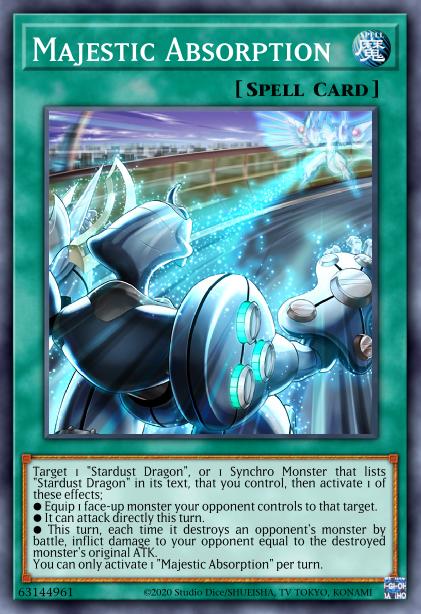 MAJESTIC ABSORPTION
SPELL
魔
[SPELL CARD]
Target 1 "Stardust Dragon", or 1 Synchro Monster that lists
"Stardust Dragon" in its text, that you control, then activate 1 of
these effects;
● Equip 1 face-up monster your opponent controls to that target.
● It can attack directly this turn.
● This turn, each time it destroys an opponent's monster by
battle, inflict damage to your opponent equal to the destroyed
monster's original ATK.
You can only activate 1 "Majestic Absorption" per turn.
63144961
©2020 Studio Dice/SHUEISHA, TV TOKYO, KONAMI